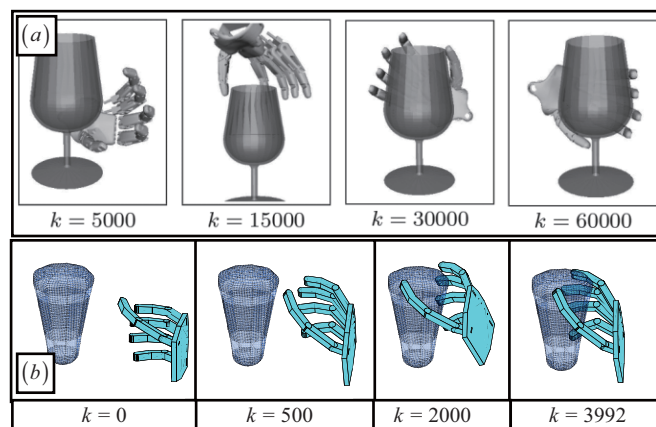 (a)
k = 5000 k = 15000 k = 30000 k = 60000
(b)
k = 0 k = 500 k = 2000 k = 3992